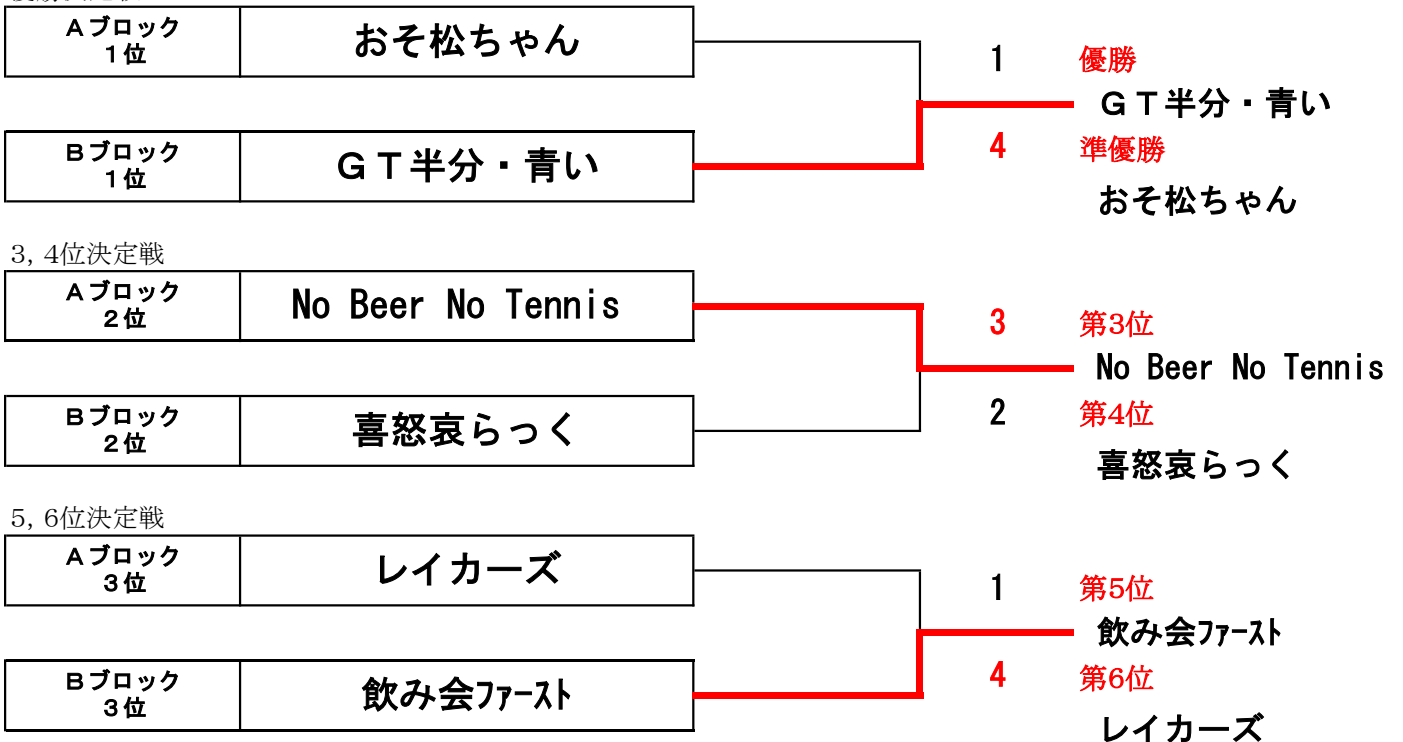 Aブロック
1位
おそ松ちゃん
1
優勝
GT半分・青い
Bブロック
1位
GT半分・青い
4
準優勝
おそ松ちゃん
3, 4位決定戦
Aブロック
2位
No Beer No Tennis
3
第3位
No Beer No Tennis
Bブロック
2位
喜怒哀らっく
2
第4位
喜怒哀らっく
5, 6位決定戦
Aブロック
3位
レイカーズ
1
第5位
飲み会ファースト
Bブロック
3位
飲み会ファースト
4
第6位
レイカーズ